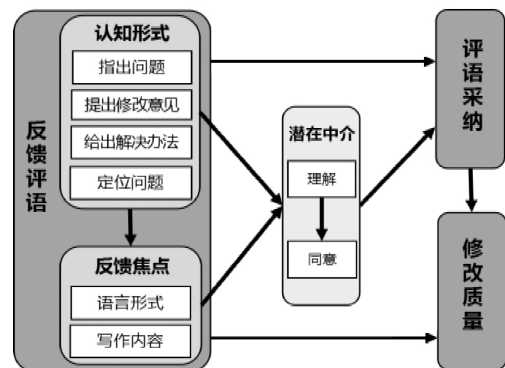 反馈评语
认知形式
指出问题
提出修改意见
给出解决办法
定位问题
反馈焦点
语言形式
写作内容
潜在中介
理解
同意
评语采纳
修改质量